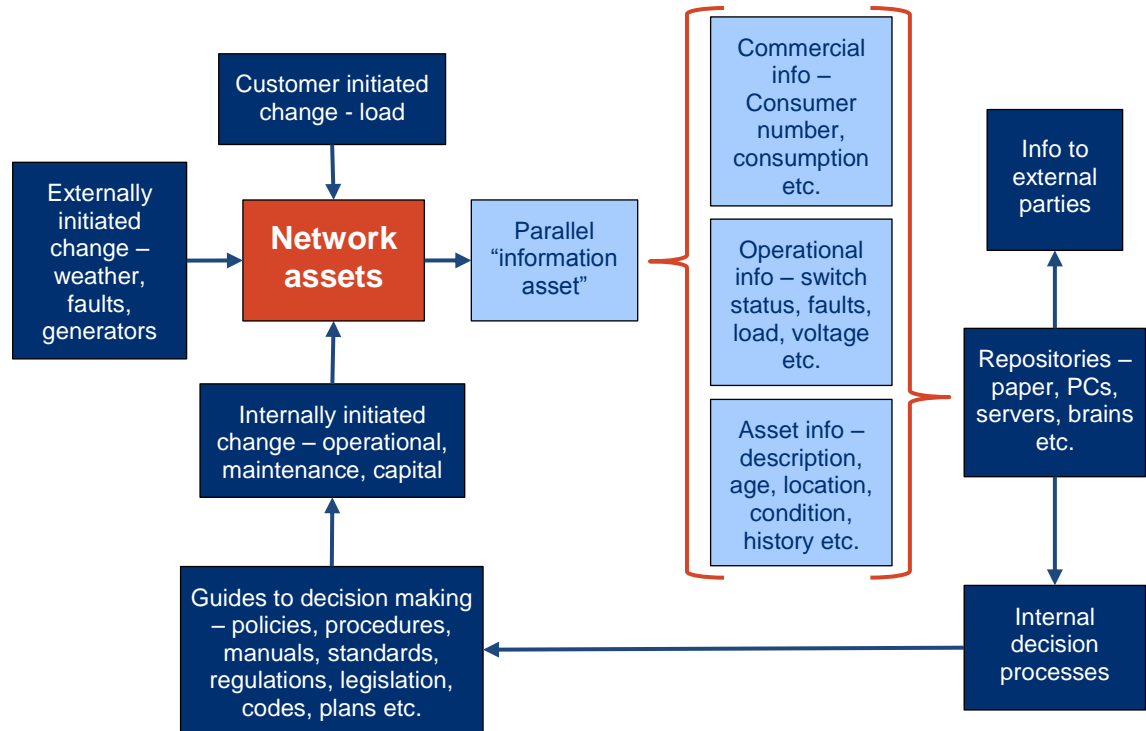 Customer initiated
change - load
Externally
initiated
change –
weather,
faults,
generators
Network
assets
Internally initiated
change – operational,
maintenance, capital
Guides to decision making
– policies, procedures,
manuals, standards,
regulations, legislation,
codes, plans etc.
Parallel
“information
asset”
Commercial
info –
Consumer
number,
consumption
etc.
Operational
info – switch
status, faults,
load, voltage
etc.
Asset info –
description,
age, location,
condition,
history etc.
Info to
external
parties
Repositories –
paper, PCs,
servers, brains
etc.
Internal
decision
processes